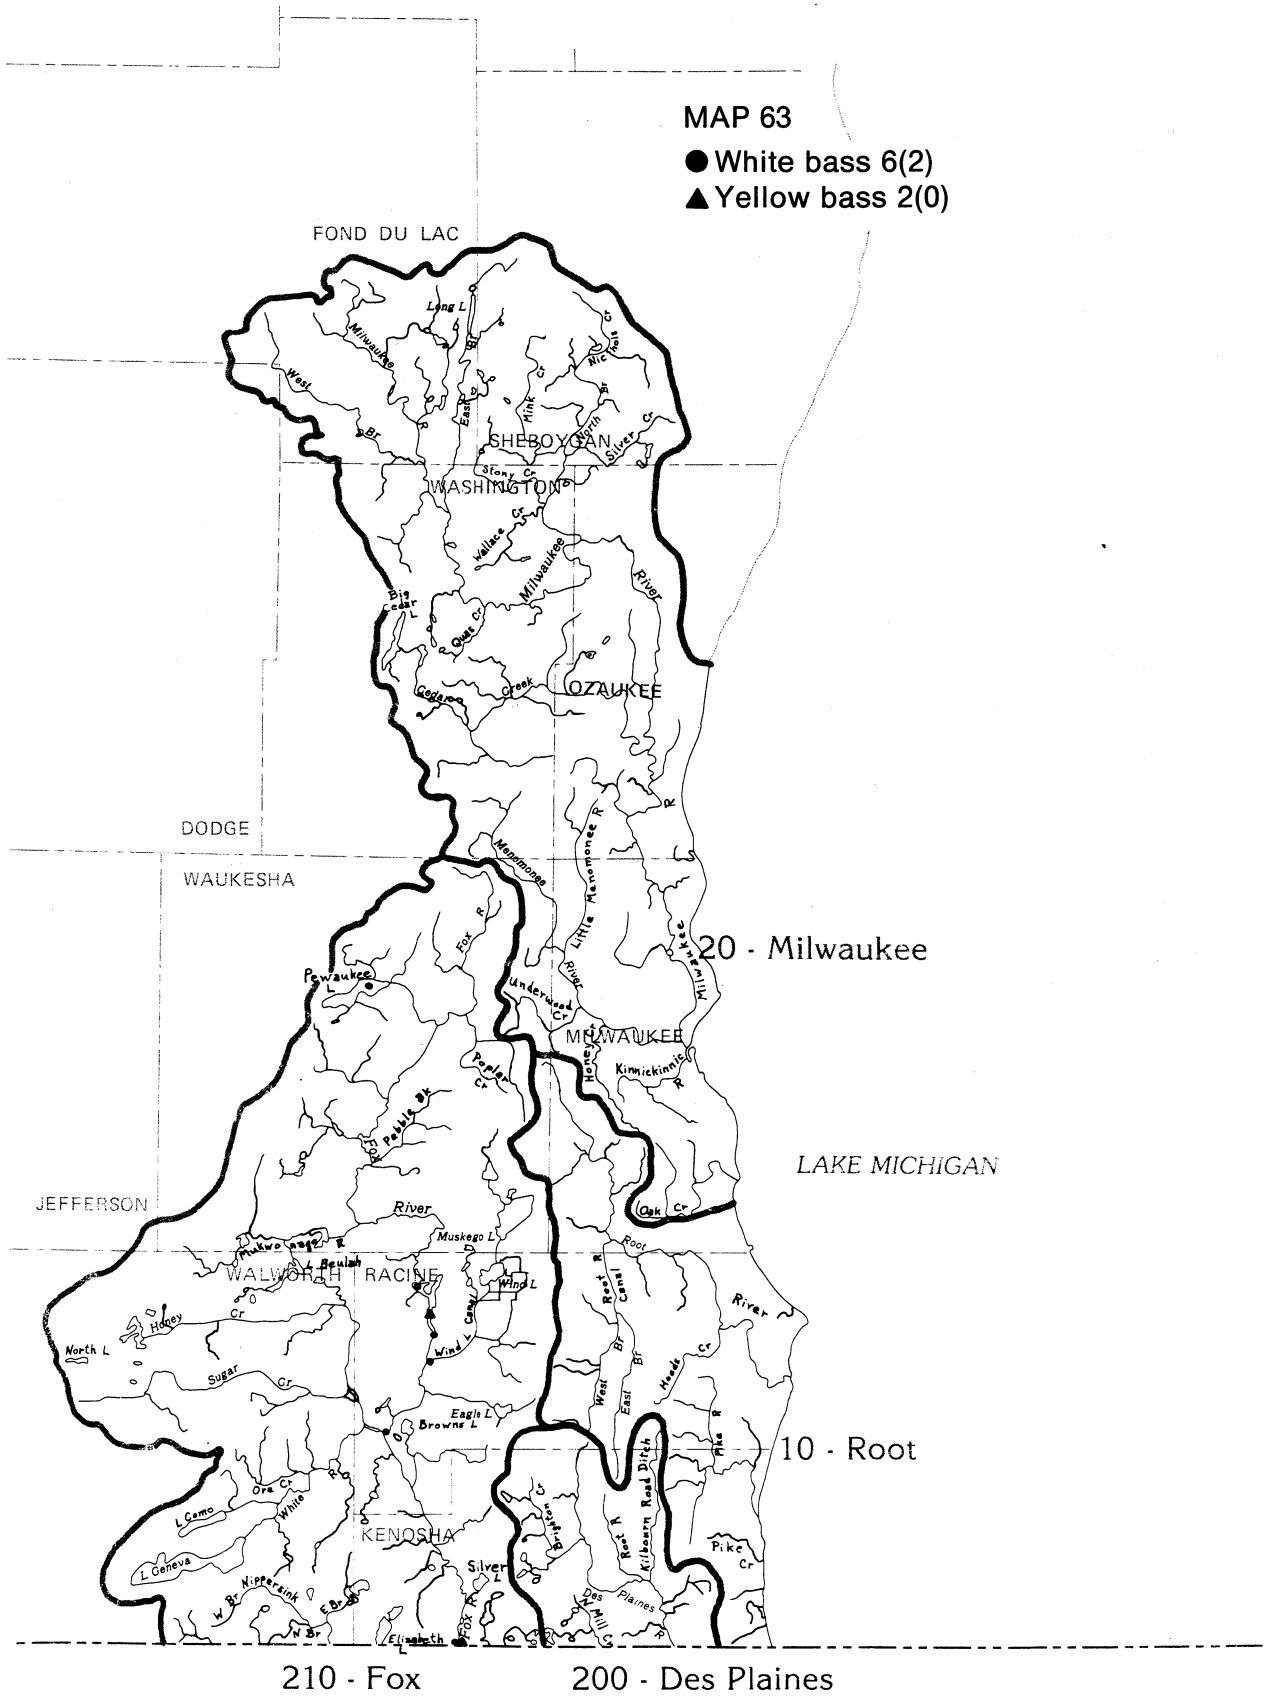 MAP 63
● White bass 6(2)
▲ Yellow bass 2(0)
FOND DU LAC
Long L
Nichols Cr
Milwaukee R
East Br
West Br
Mink Cr
North Br
Silver Cr
SHEBOYGAN
Stony Cr
WASHINGTON
Wallace Cr
Milwaukee River
Big
Cedar
L
Quas Cr
Cedar Creek
OZAUKEE
R
DODGE
Menomonee
Little Menomonee R
WAUKESHA
Fox R
Milwaukee
20 - Milwaukee
Pewaukee
L
River
Underwood
Cr
MILWAUKEE
Honey Cr
Kinnickinnic
R
Poplar
Cr
Pebble Bk
Fox
LAKE MICHIGAN
JEFFERSON
River
Oak Cr
Muskego L
Root
Mukwonago R
L Beulah
WALWORTH
RACINE
Wind L
Root R
Canal
River
Honey Cr
Wind L Canal
North L
Sugar Cr
West Br
East Br
Hoods Cr
Eagle L
Browns L
Pike R
10 - Root
Ore Cr
White R
L Como
Brighton Cr
Root R
Kilbourn Road Ditch
KENOSHA
Pike
Cr
L Geneva
Silver
L
W Br Nippersink
E Br
N Br
Des Plaines
R
Mill
Elizabeth
L
Fox R
210 - Fox
200 - Des Plaines